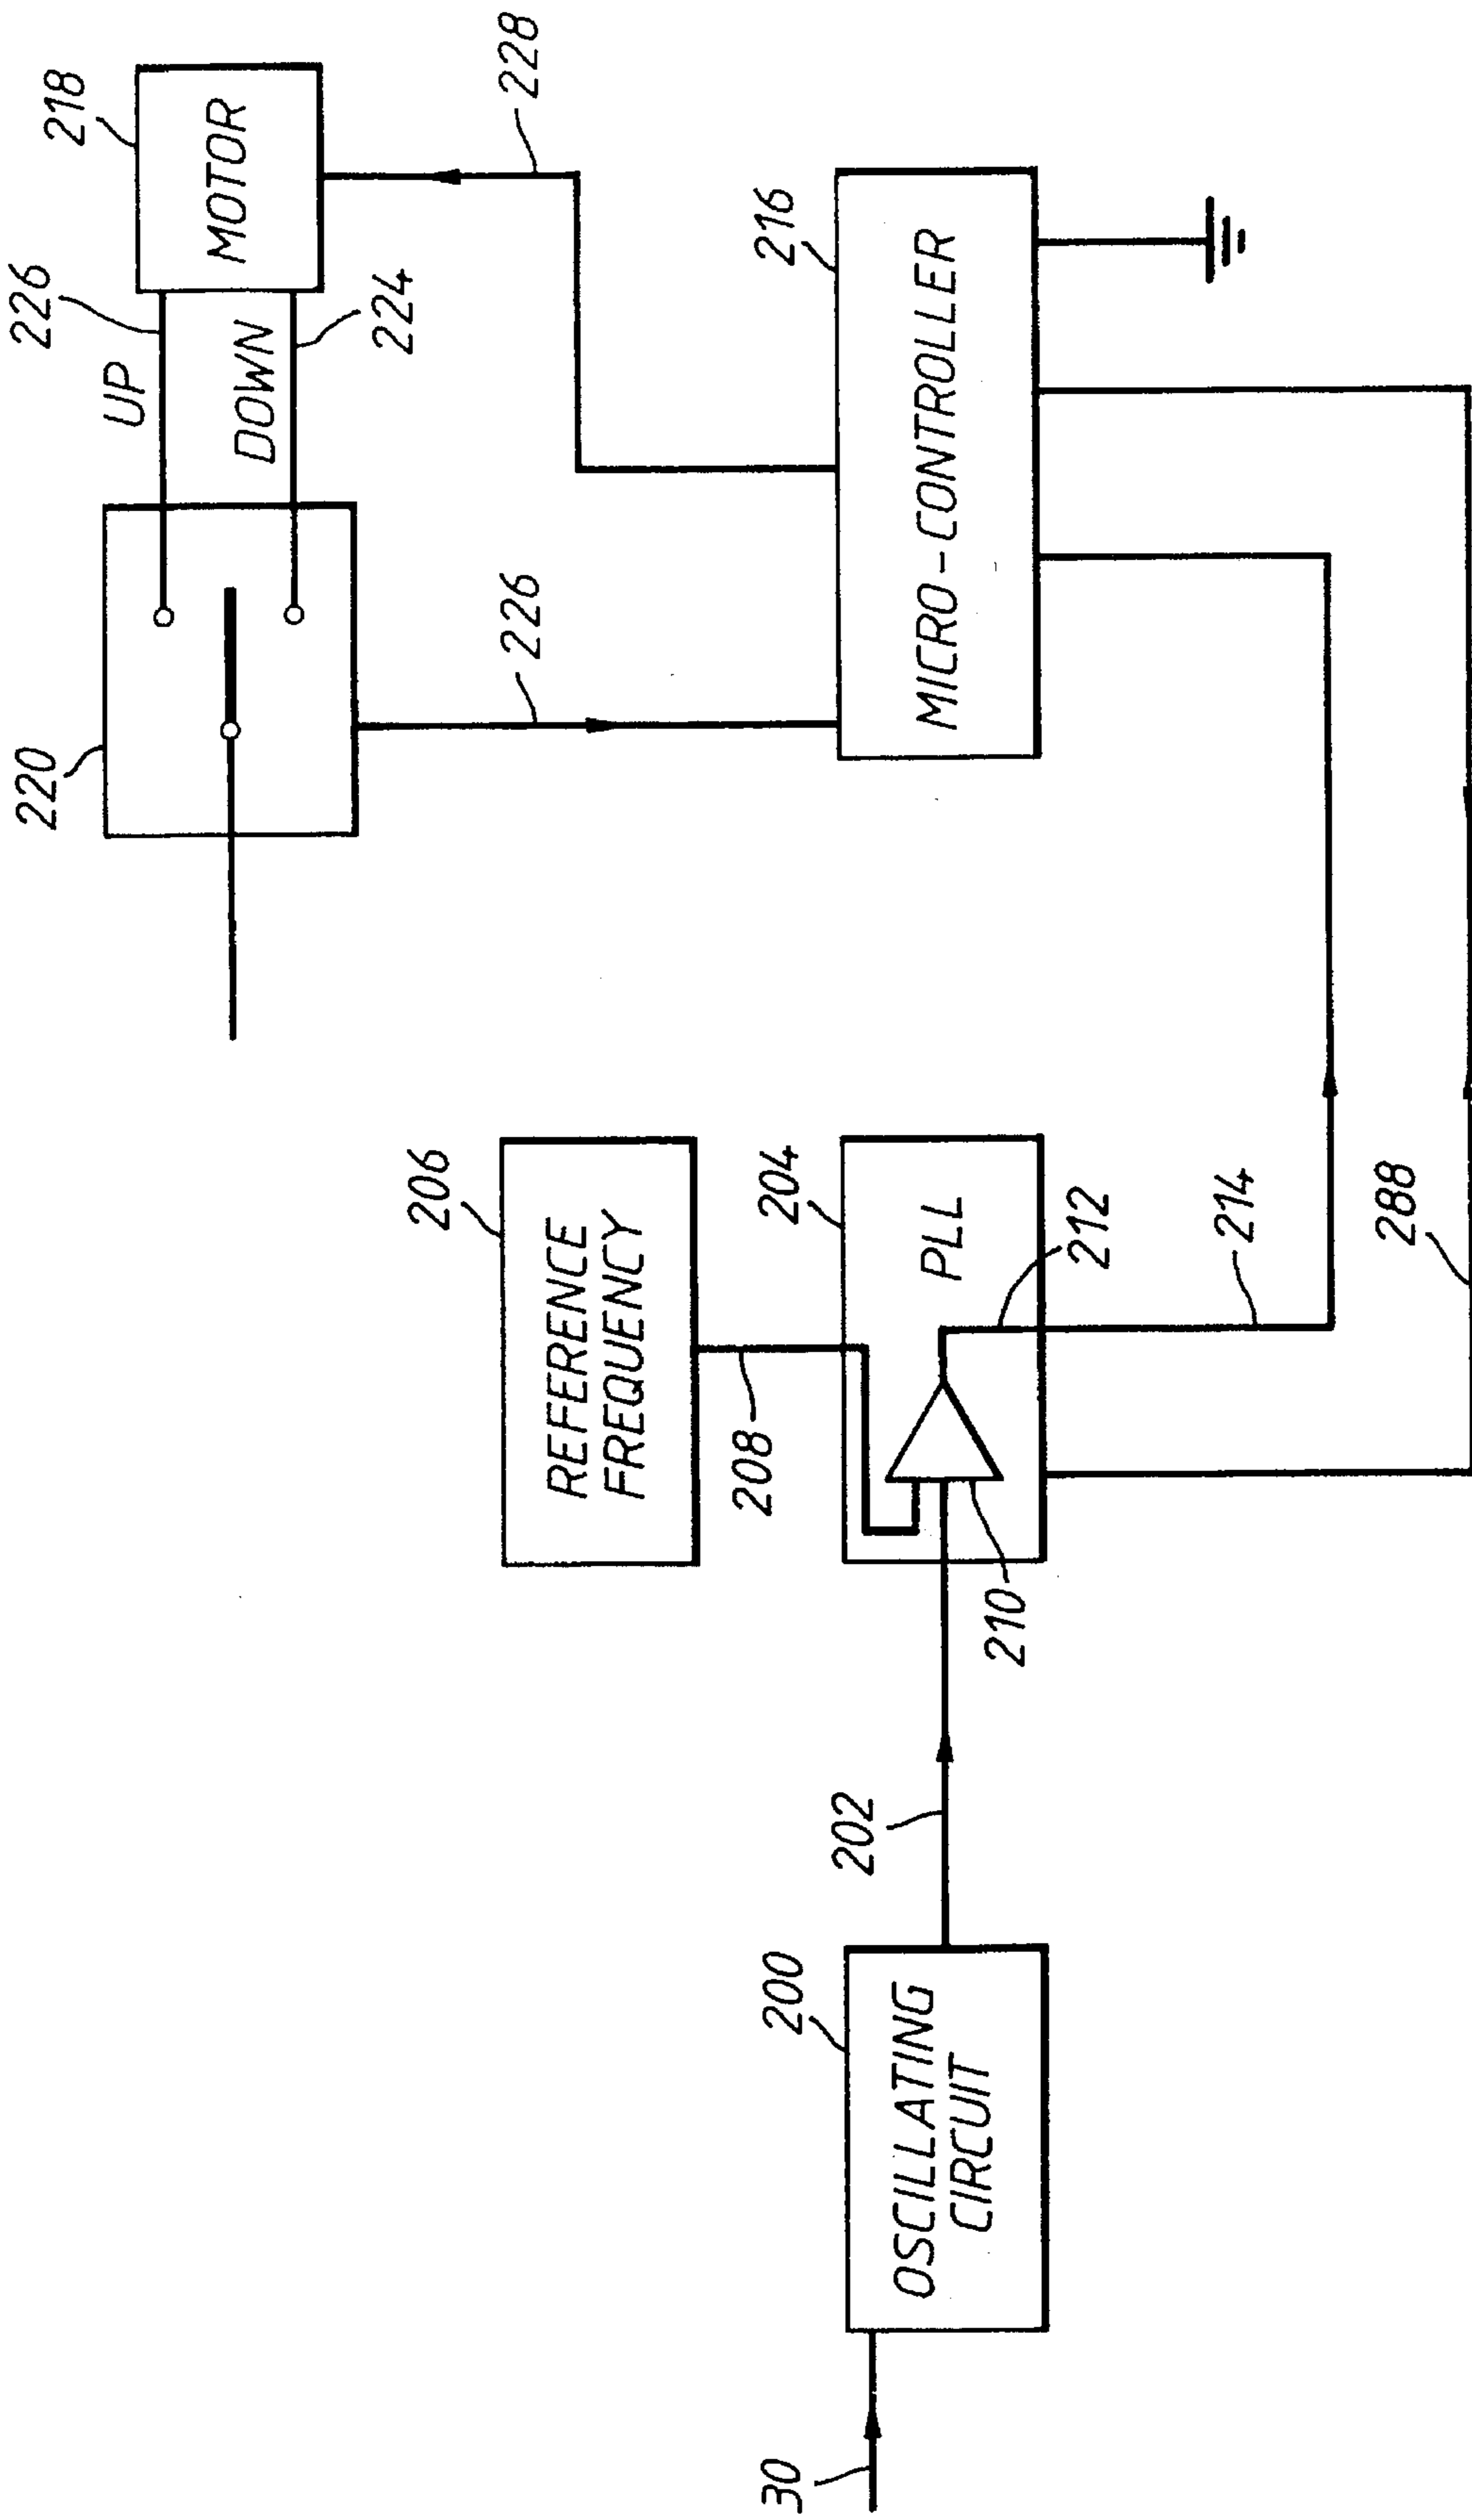 220
226
UP
218
MOTOR
DOWN
224
226
228
206
REFERENCE
FREQUENCY
208
30
200
OSCILLATING
CIRCUIT
202
204
PLL
210
212
216
MICRO-CONTROLLER
214
288